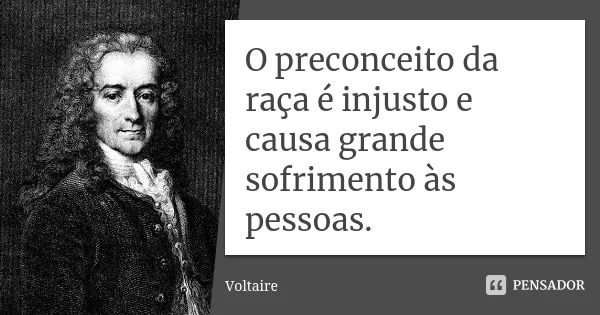 O preconceito da
raça é injusto e
causa grande
sofrimento às
pessoas.
Voltaire
PENSADOR